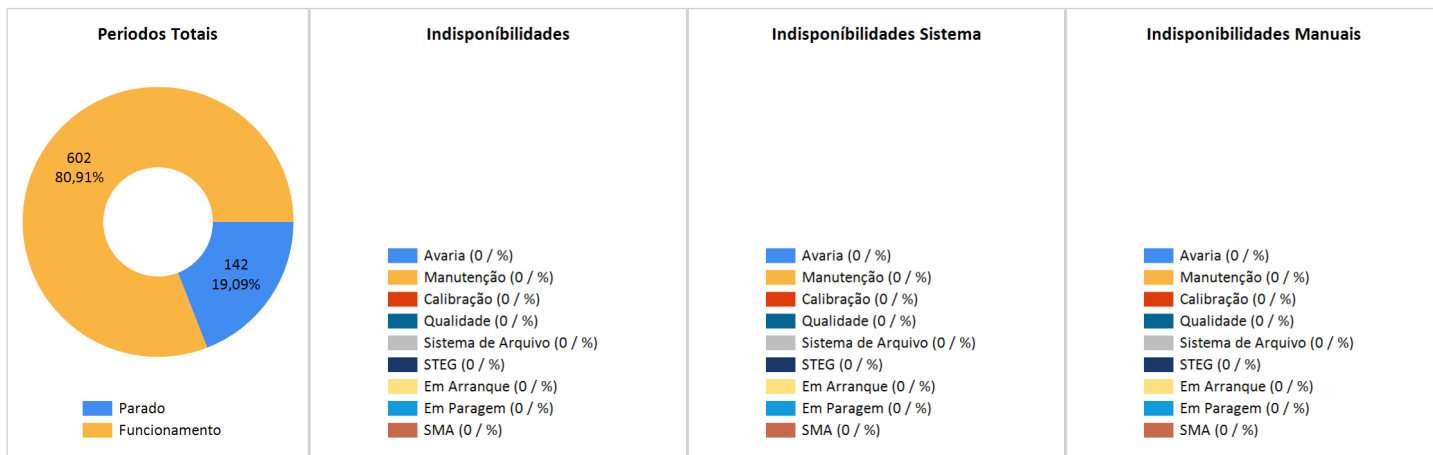 Periodos Totais
602
80,91%
142
19,09%
Parado
Funcionamento
Indisponíbilidades
Avaria (0 / %)
Manutenção (0 / %)
Calibração (0 / %)
Qualidade (0 / %)
Sistema de Arquivo (0 / %)
STEG (0 / %)
Em Arranque (0 / %)
Em Paragem (0 / %)
SMA (0 / %)
Indisponíbilidades Sistema
Avaria (0 / %)
Manutenção (0 / %)
Calibração (0 / %)
Qualidade (0 / %)
Sistema de Arquivo (0 / %)
STEG (0 / %)
Em Arranque (0 / %)
Em Paragem (0 / %)
SMA (0 / %)
Indisponibilidades Manuais
Avaria (0 / %)
Manutenção (0 / %)
Calibração (0 / %)
Qualidade (0 / %)
Sistema de Arquivo (0 / %)
STEG (0 / %)
Em Arranque (0 / %)
Em Paragem (0 / %)
SMA (0 / %)